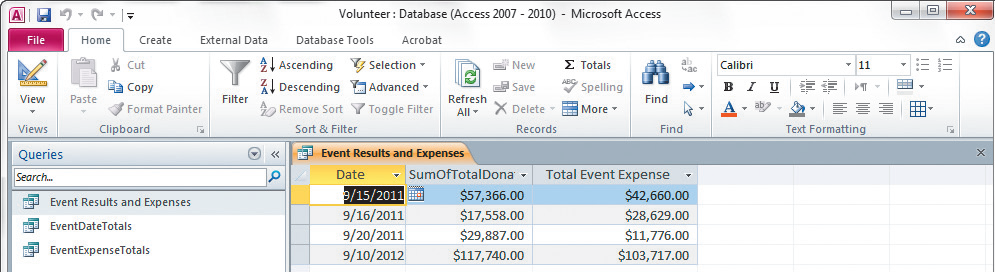 Volunteer : Database (Access 2007 - 2010) - Microsoft Access
File Home Create External Data Database Tools Acrobat
View
Views
Paste
Cut
Copy
Format Painter
Clipboard
Filter
Ascending
Descending
Remove Sort
Selection
Advanced
Toggle Filter
Sort & Filter
Refresh
All
New
Save
Delete
Totals
Spelling
More
Records
Find
Find
Calibri 11
B I U
Text Formatting
Queries
Search...
Event Results and Expenses
EventDateTotals
EventExpenseTotals
Event Results and Expenses
Date SumOfTotalDona Total Event Expense
9/15/2011 $57,366.00 $42,660.00
9/16/2011 $17,558.00 $28,629.00
9/20/2011 $29,887.00 $11,776.00
9/10/2012 $117,740.00 $103,717.00